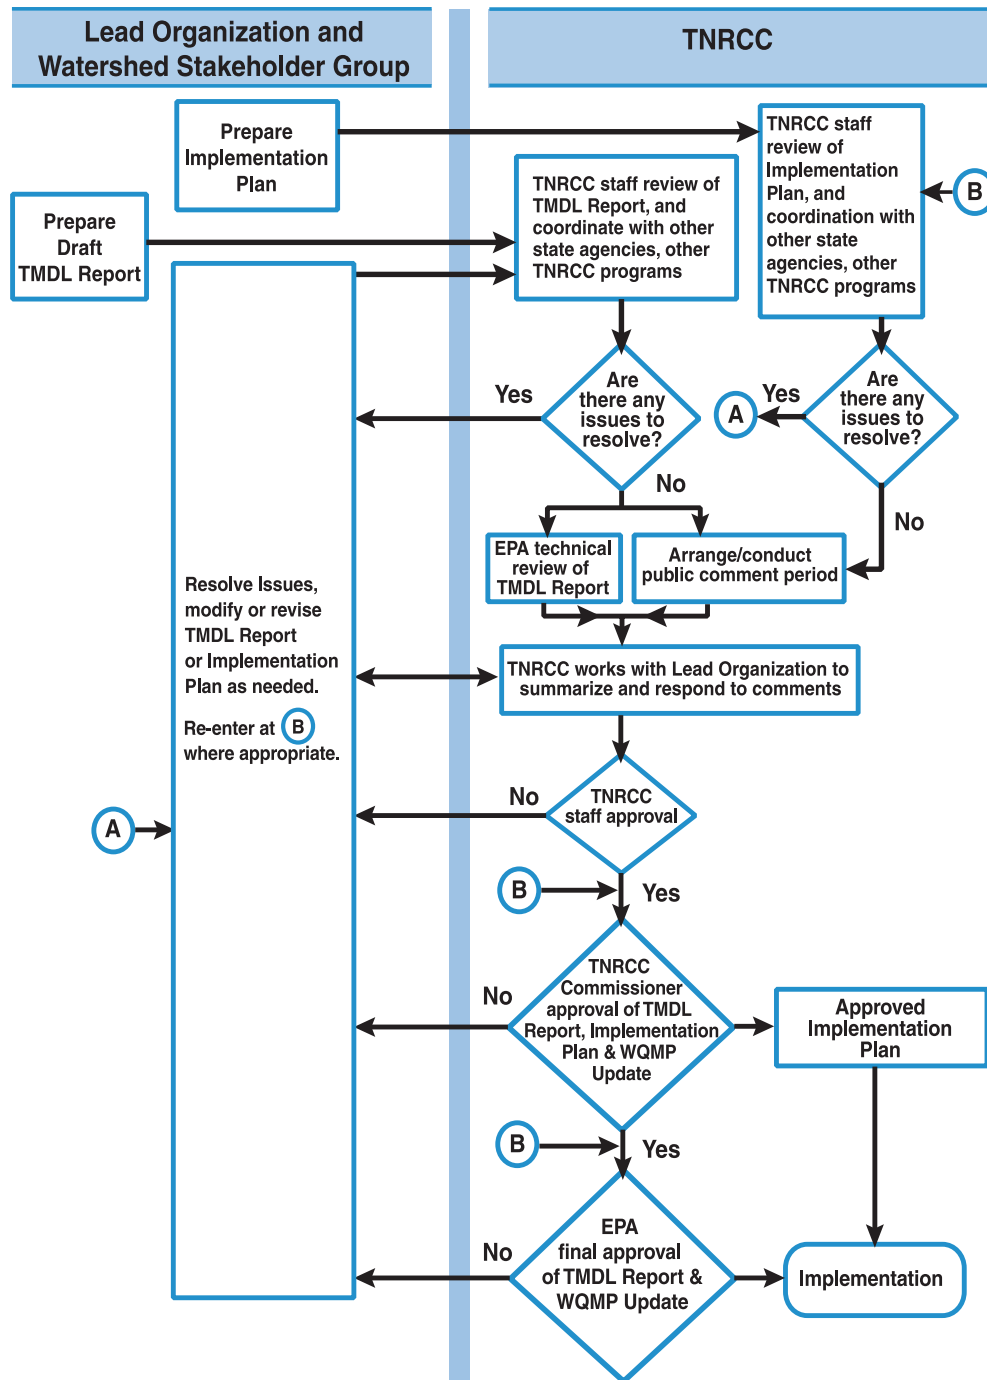 Lead Organization and
Watershed Stakeholder Group
TNRCC
Prepare
Implementation
Plan
TNRCC staff
review of
Implementation
Plan, and
coordination with
other state
agencies, other
TNRCC programs
B
Prepare
Draft
TMDL Report
TNRCC staff review of
TMDL Report, and
coordinate with other
state agencies, other
TNRCC programs
Are
there any
issues to
resolve?
Yes
No
Are
there any
issues to
resolve?
Yes
A
No
EPA technical
review of
TMDL Report
Arrange/conduct
public comment period
Resolve Issues,
modify or revise
TMDL Report
or Implementation
Plan as needed.
Re-enter at B
where appropriate.
A
TNRCC works with Lead Organization to
summarize and respond to comments
TNRCC
staff approval
No
Yes
B
TNRCC
Commissioner
approval of TMDL
Report, Implementation
Plan & WQMP
Update
No
Approved
Implementation
Plan
Yes
B
EPA
final approval
of TMDL Report &
WQMP Update
No
Implementation